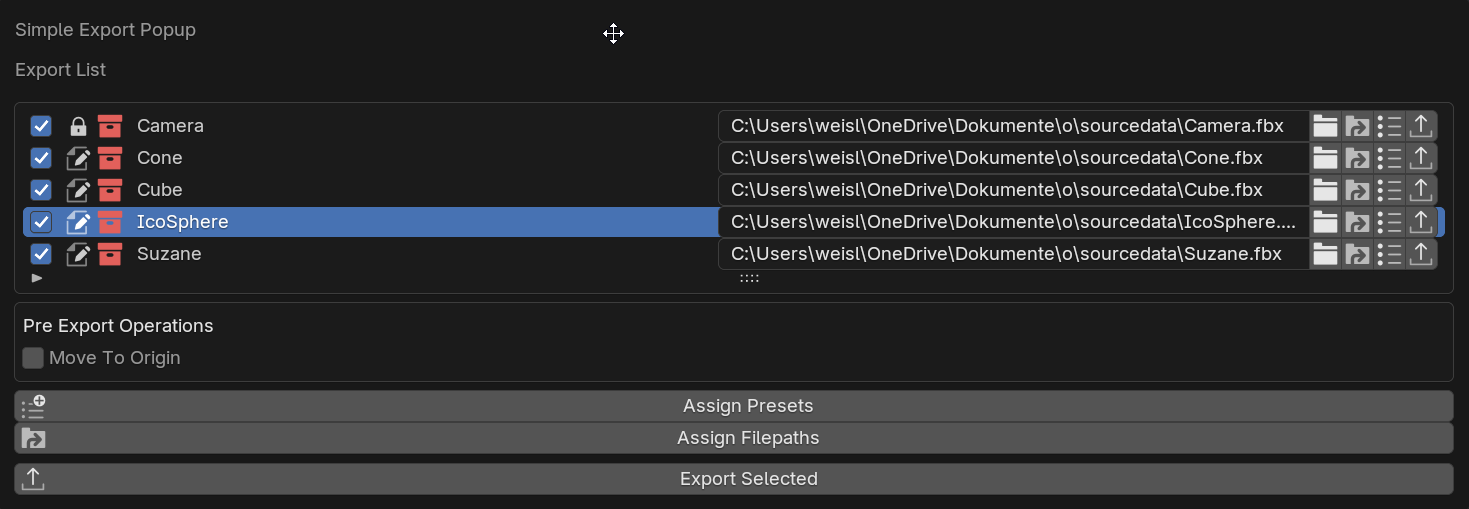 Simple Export Popup
Export List
Camera C:\Users\weisl\OneDrive\Dokumente\o\sourcedata\Camera.fbx
Cone C:\Users\weisl\OneDrive\Dokumente\o\sourcedata\Cone.fbx
Cube C:\Users\weisl\OneDrive\Dokumente\o\sourcedata\Cube.fbx
IcoSphere C:\Users\weisl\OneDrive\Dokumente\o\sourcedata\IcoSphere....
Suzane C:\Users\weisl\OneDrive\Dokumente\o\sourcedata\Suzane.fbx
Pre Export Operations
Move To Origin
Assign Presets
Assign Filepaths
Export Selected